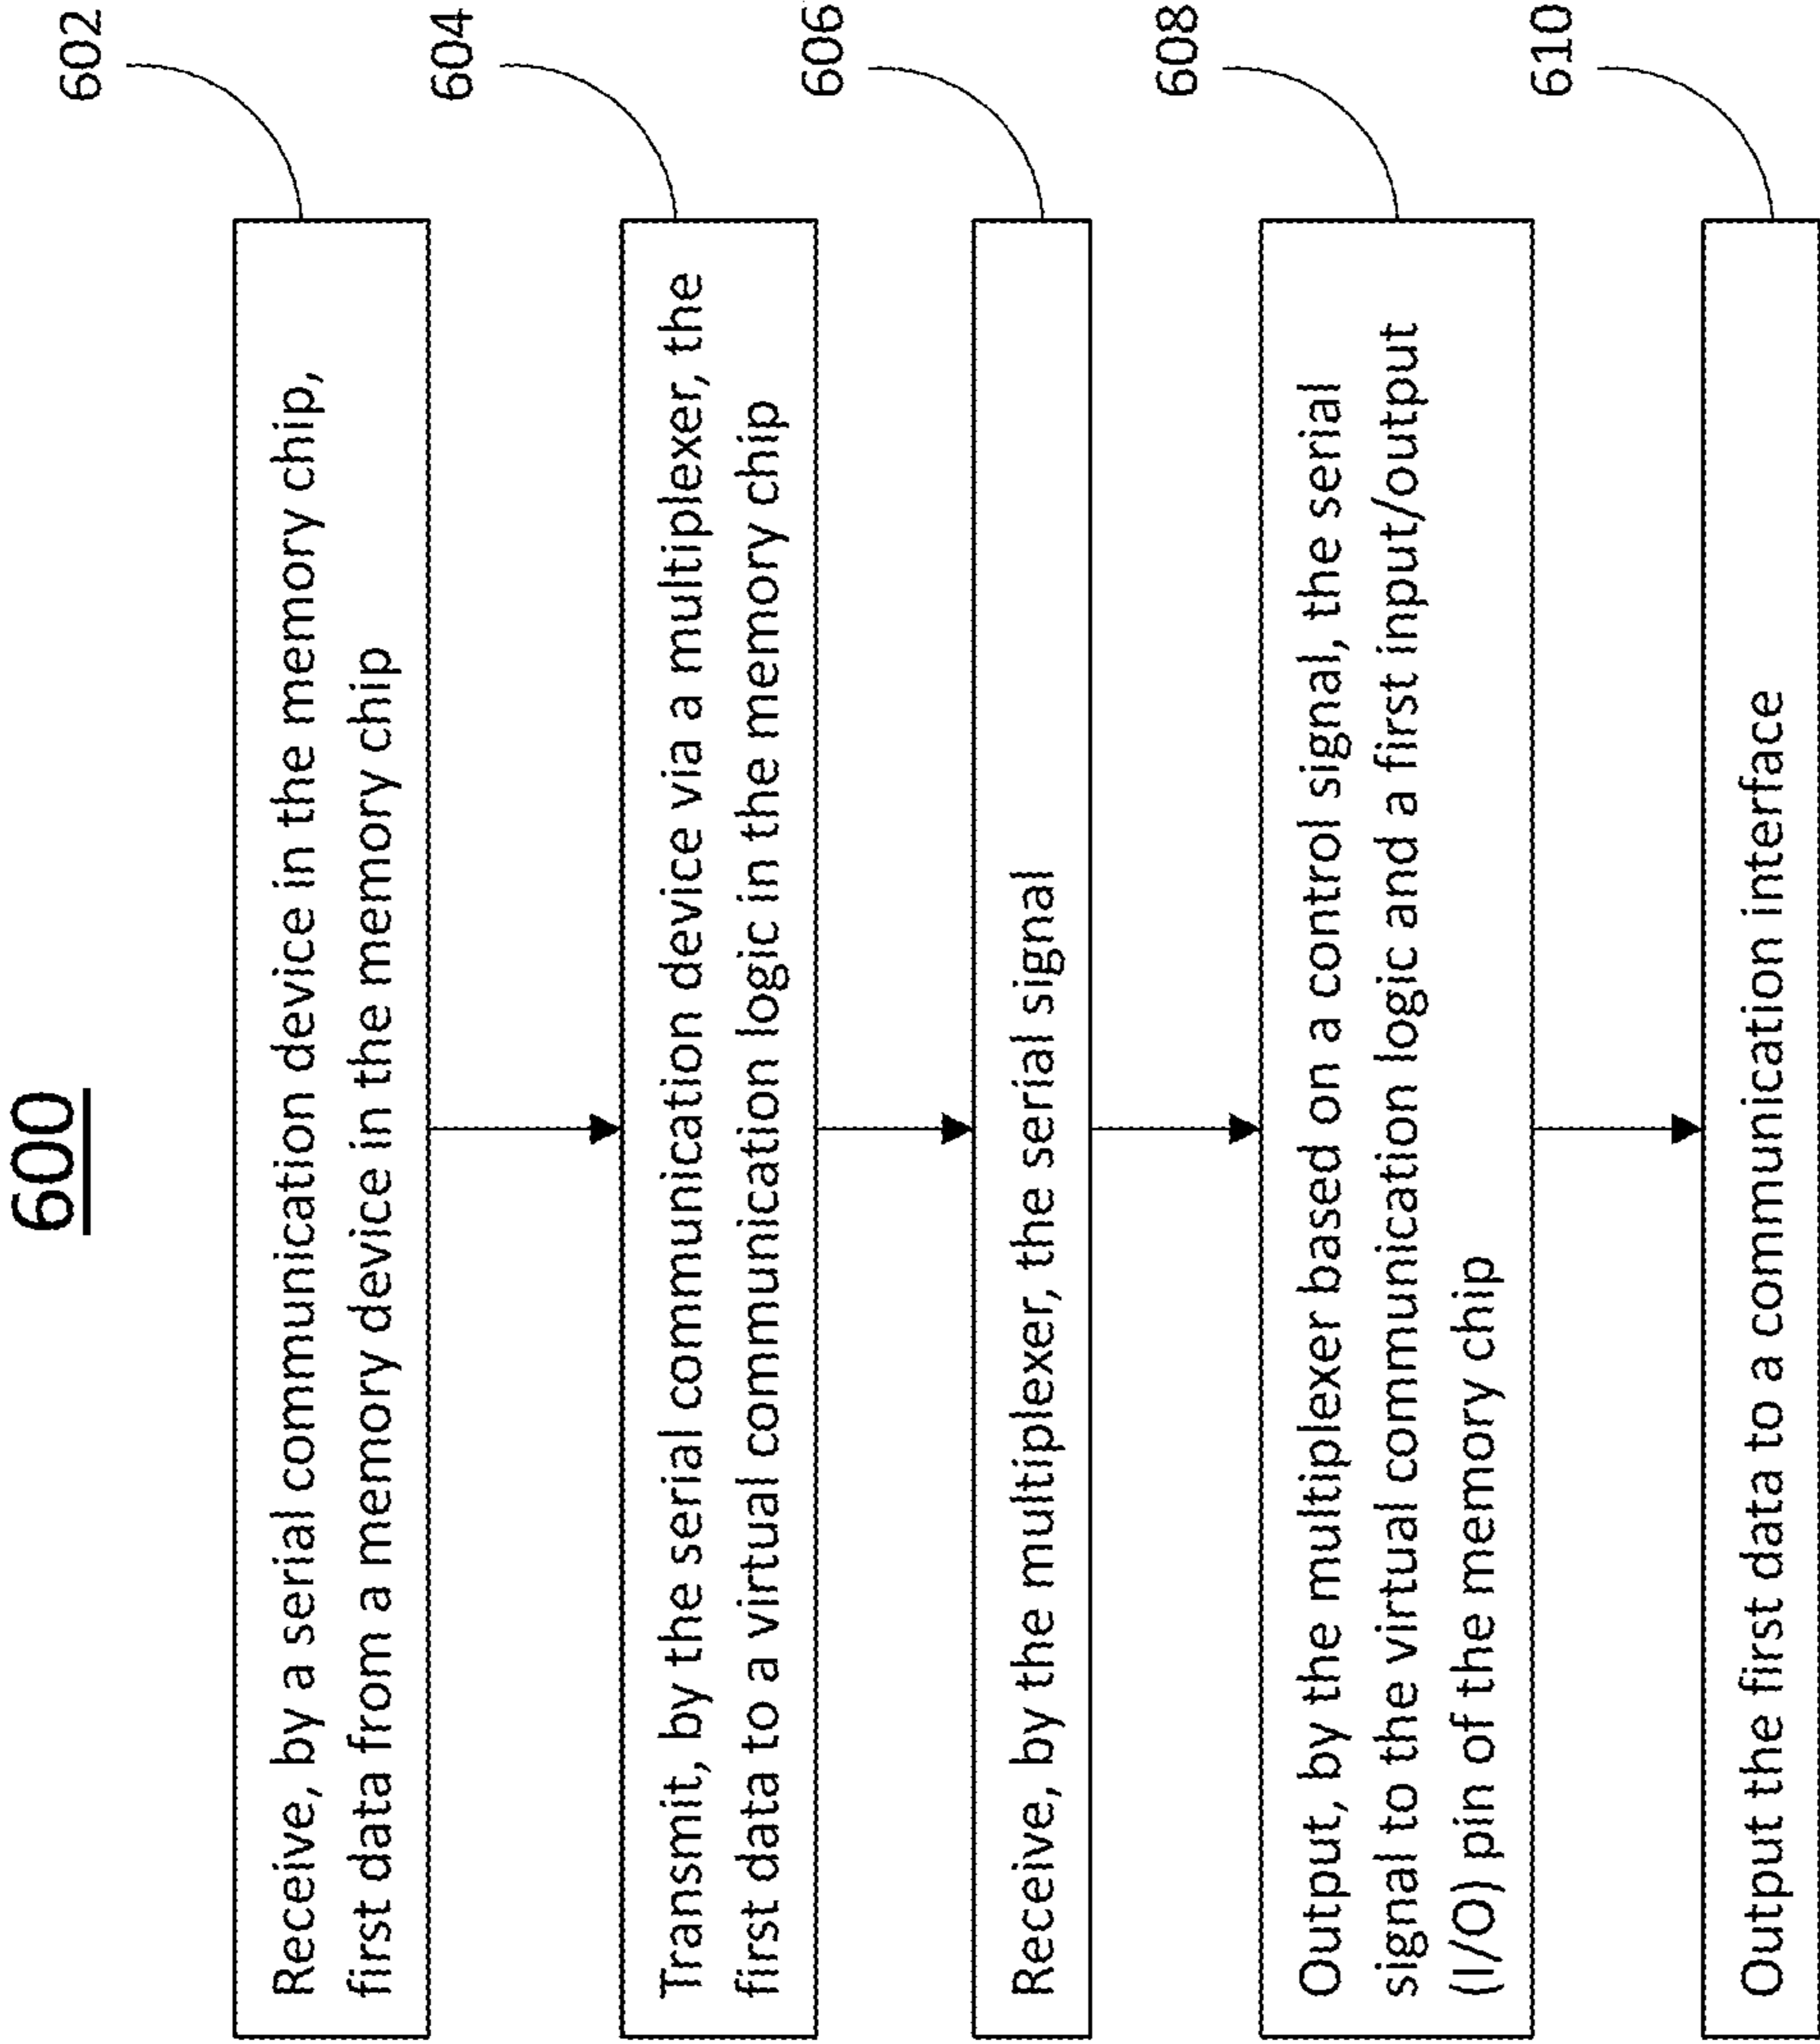 600
602
Receive, by a serial communication device in the memory chip,
first data from a memory device in the memory chip
604
Transmit, by the serial communication device via a multiplexer, the
first data to a virtual communication logic in the memory chip
606
Receive, by the multiplexer, the serial signal
608
Output, by the multiplexer based on a control signal, the serial
signal to the virtual communication logic and a first input/output
(I/O) pin of the memory chip
610
Output the first data to a communication interface